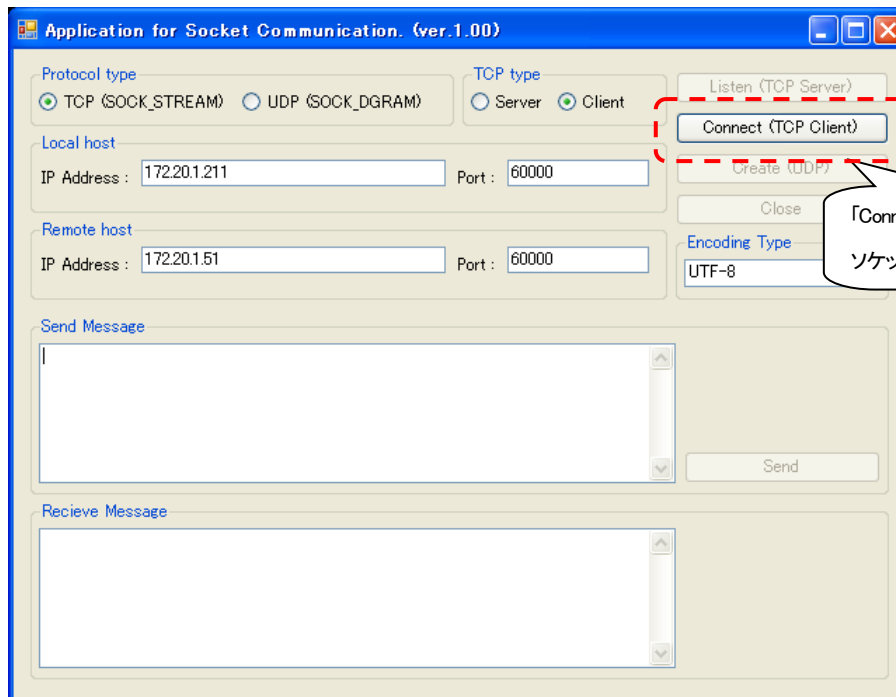 Application for Socket Communication. (ver.1.00)
Protocol type
TCP (SOCK_STREAM) UDP (SOCK_DGRAM)
TCP type
Server Client
Listen (TCP Server)
Connect (TCP Client)
Create (UDP)
Close
Local host
IP Address : 172.20.1.211 Port : 60000
Remote host
IP Address : 172.20.1.51 Port : 60000
Encoding Type
UTF-8
「Conn
ソケッ
Send Message
Send
Recieve Message